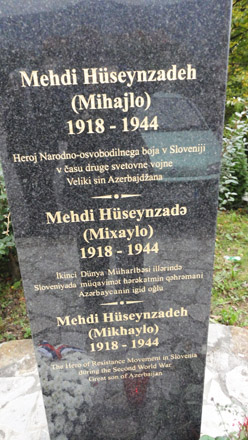 Mehdi Hüseynzadeh
(Mihajlo)
1918 - 1944
Heroj Narodno-osvobodilnega boja v Sloveniji
v času druge svetovne vojne
Veliki sin Azerbajdžana
Mehdi Hüseynzadə
(Mixaylo)
1918 - 1944
İkinci Dünya Müharibəsi illərində
Sloveniyada müqavimət hərəkatının qəhrəmanı
Azərbaycanın igid oğlu
Mehdi Hüseynzadeh
(Mikhaylo)
1918 - 1944
The Hero of Resistance Movement in Slovenia
during the Second World War
Great son of Azerbaijan